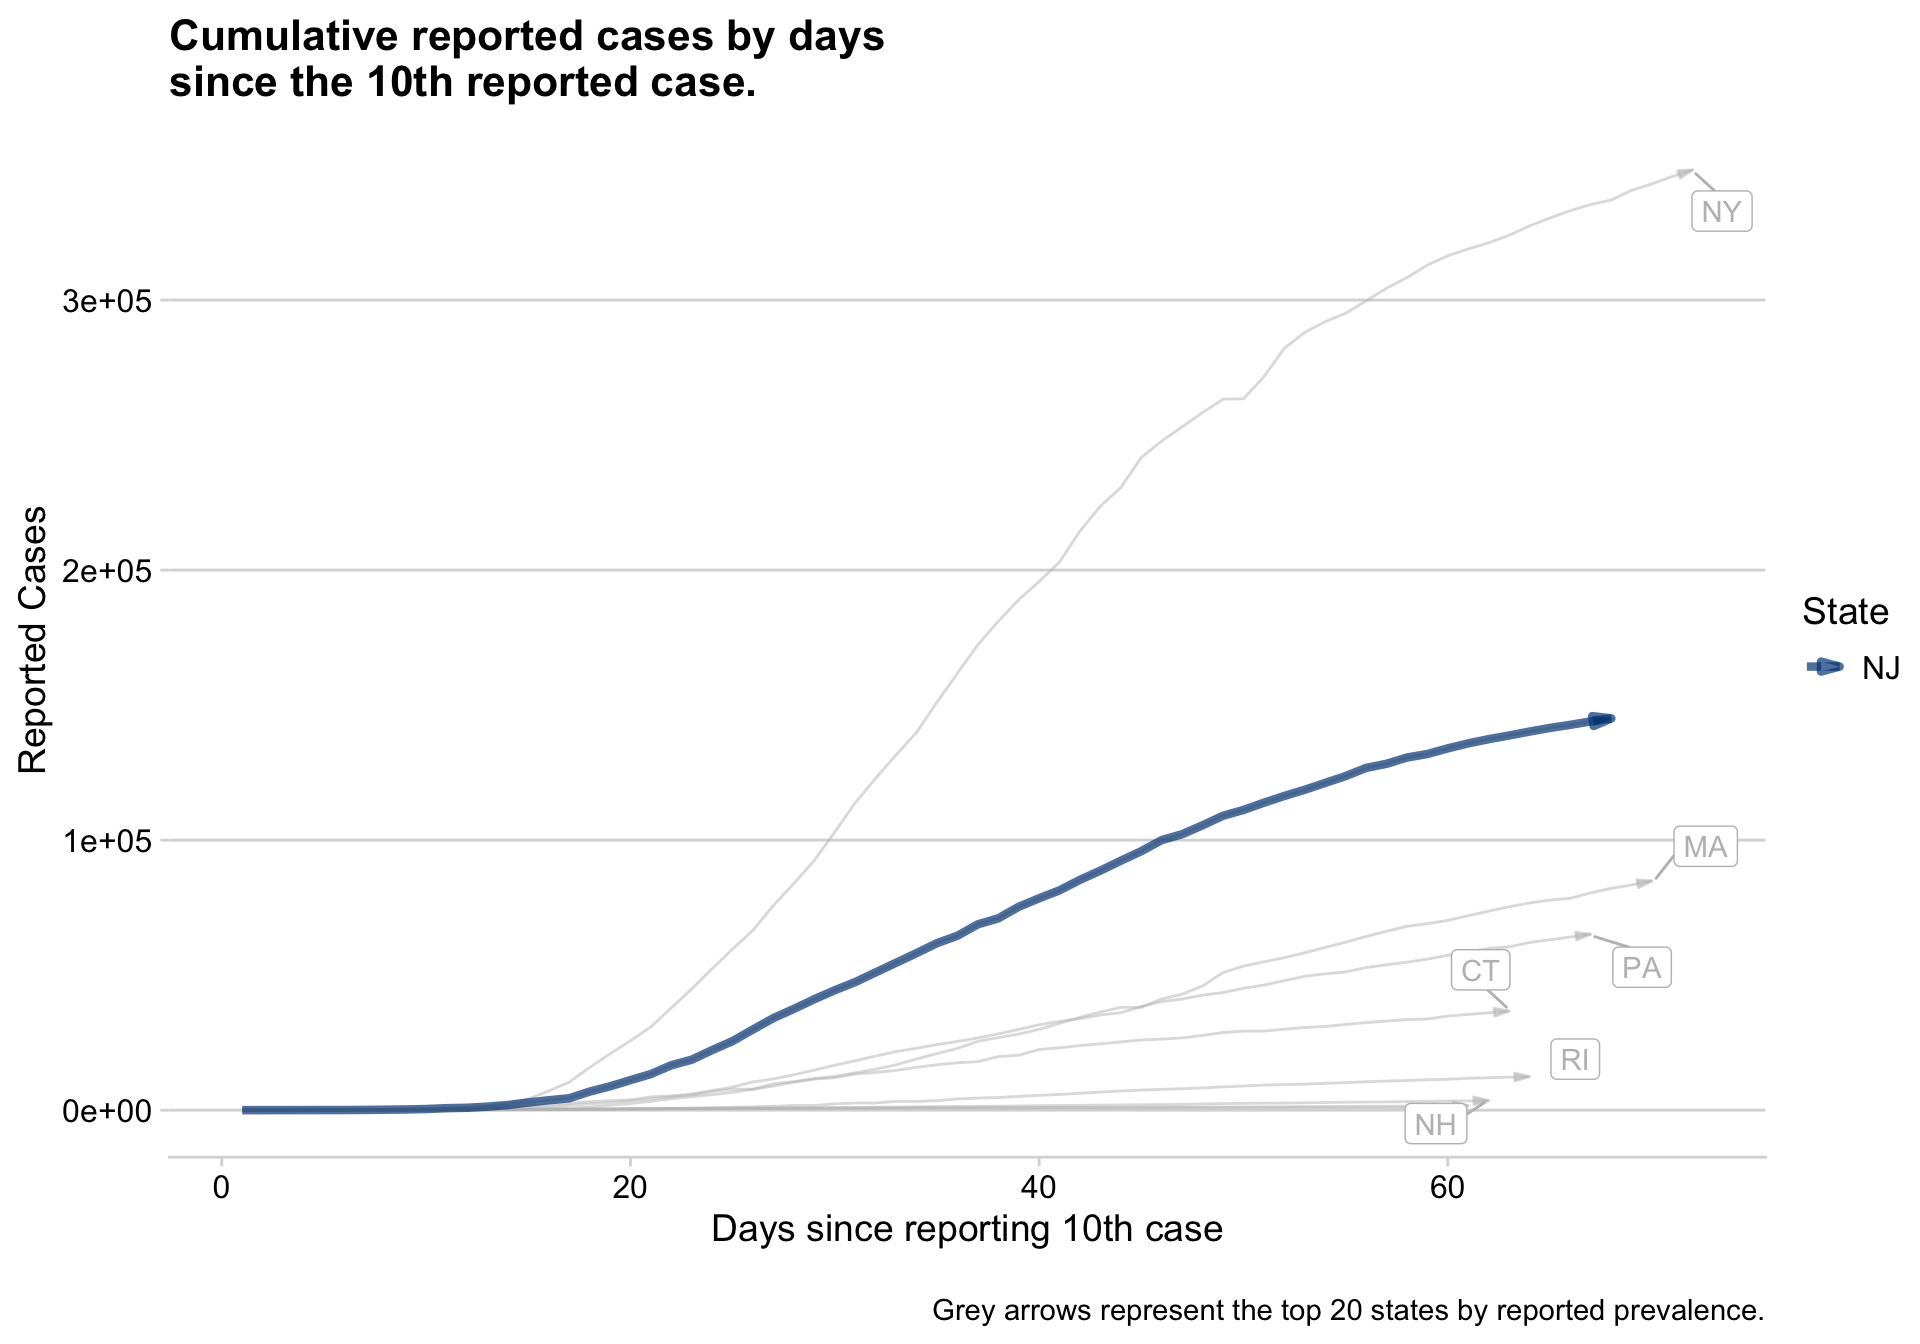 Cumulative reported cases by days
since the 10th reported case.
NY
3e+05
Reported Cases
2e+05
State
NJ
1e+05
MA
CT
PA
RI
0e+00
NH
0 20 40 60
Days since reporting 10th case
Grey arrows represent the top 20 states by reported prevalence.